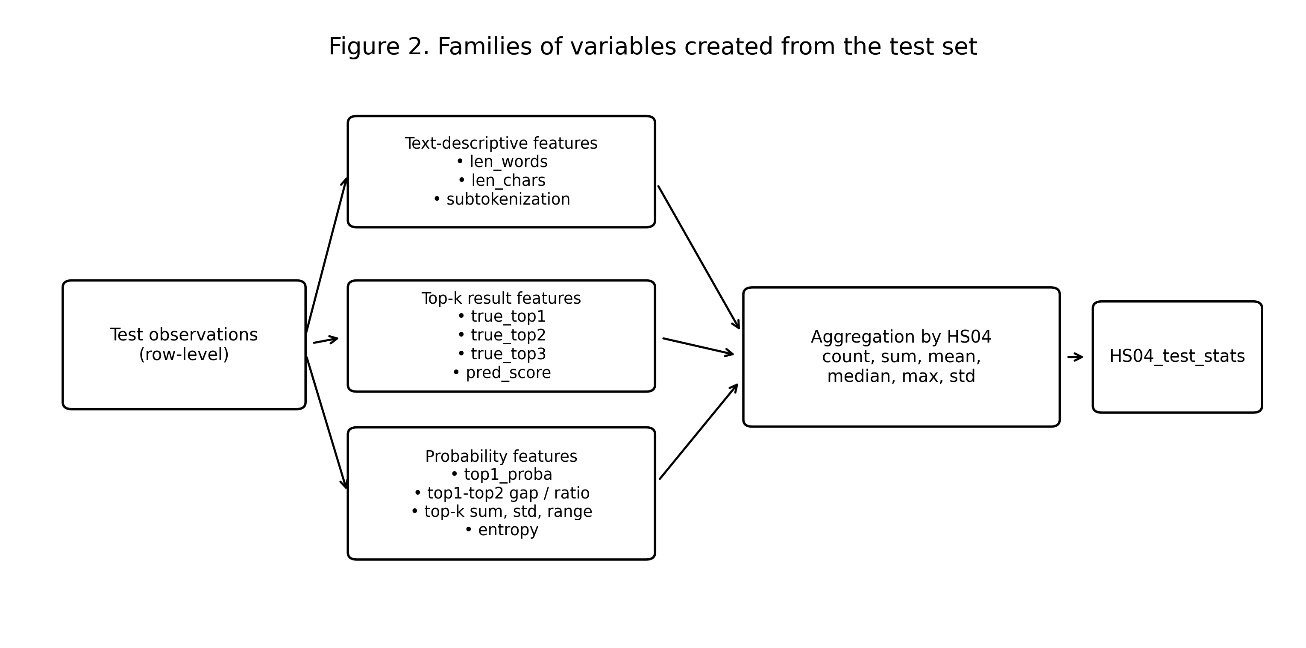 Figure 2. Families of variables created from the test set
Test observations
(row-level)
Text-descriptive features
• len_words
• len_chars
• subtokenization
Top-k result features
• true_top1
• true_top2
• true_top3
• pred_score
Probability features
• top1_proba
• top1-top2 gap / ratio
• top-k sum, std, range
• entropy
Aggregation by HS04
count, sum, mean,
median, max, std
HS04_test_stats